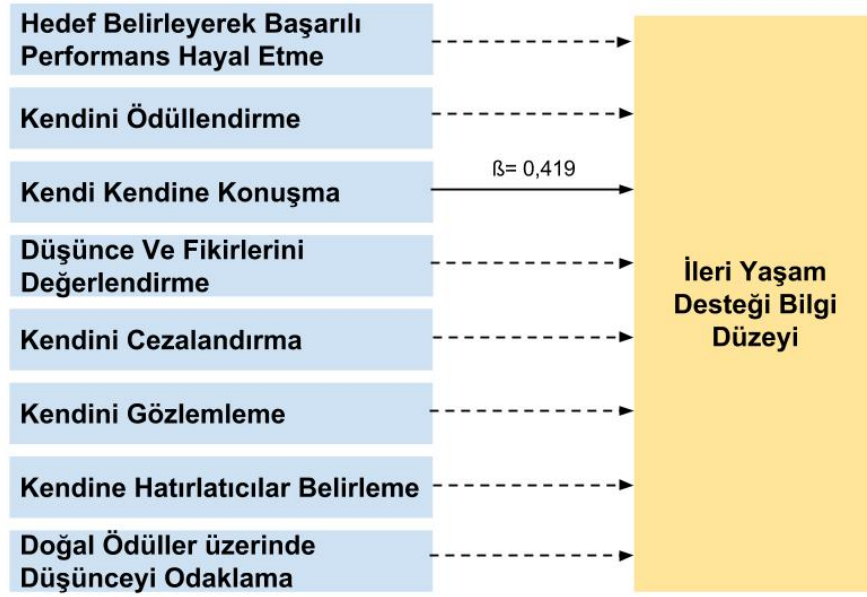 Hedef Belirleyerek Başarılı
Performans Hayal Etme
Kendini Ödüllendirme
Kendi Kendine Konuşma
ß= 0,419
Düşünce Ve Fikirlerini
Değerlendirme
Kendini Cezalandırma
Kendini Gözlemleme
Kendine Hatırlatıcılar Belirleme
Doğal Ödüller üzerinde
Düşünceyi Odaklama
İleri Yaşam
Desteği Bilgi
Düzeyi